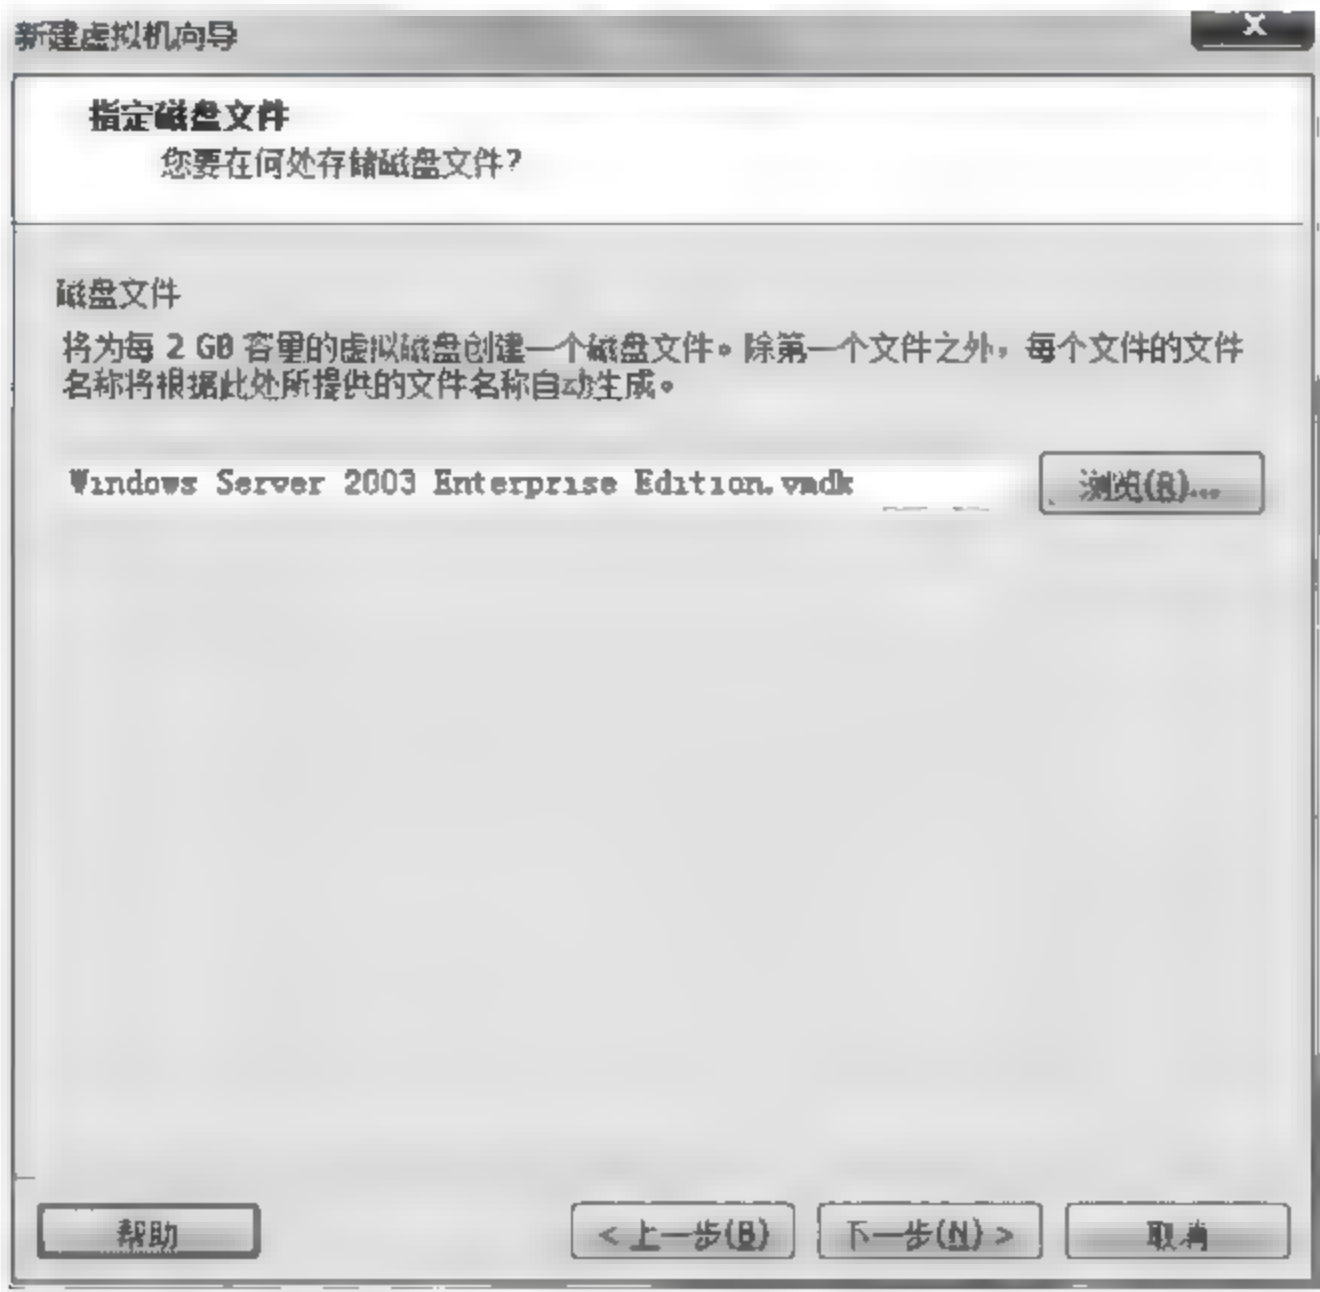 新建虚拟机向导
指定磁盘文件
您要在何处存储磁盘文件?
磁盘文件
将为每 2 GB 容量的虚拟磁盘创建一个磁盘文件。除第一个文件之外，每个文件的文件
名称将根据此处所提供的文件名称自动生成。
Windows Server 2003 Enterprise Edition.vmdk
浏览(R)...
帮助
< 上一步(B)
下一步(N) >
取消